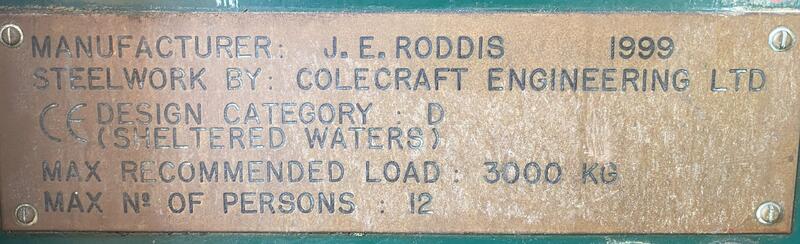 MANUFACTURER: J. E. RODDIS 1999
STEELWORK BY: COLECRAFT ENGINEERING LTD
CE DESIGN CATEGORY : D
(SHELTERED WATERS)
MAX RECOMMENDED LOAD : 3000 KG
MAX Nº OF PERSONS : 12